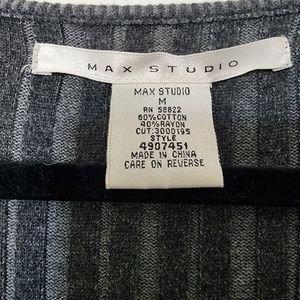 MAX STUDIO
MAX STUDIO
M
RN 58822
60%COTTON
40%RAYON
CUT:3000195
STYLE
4907451
MADE IN CHINA
CARE ON REVERSE